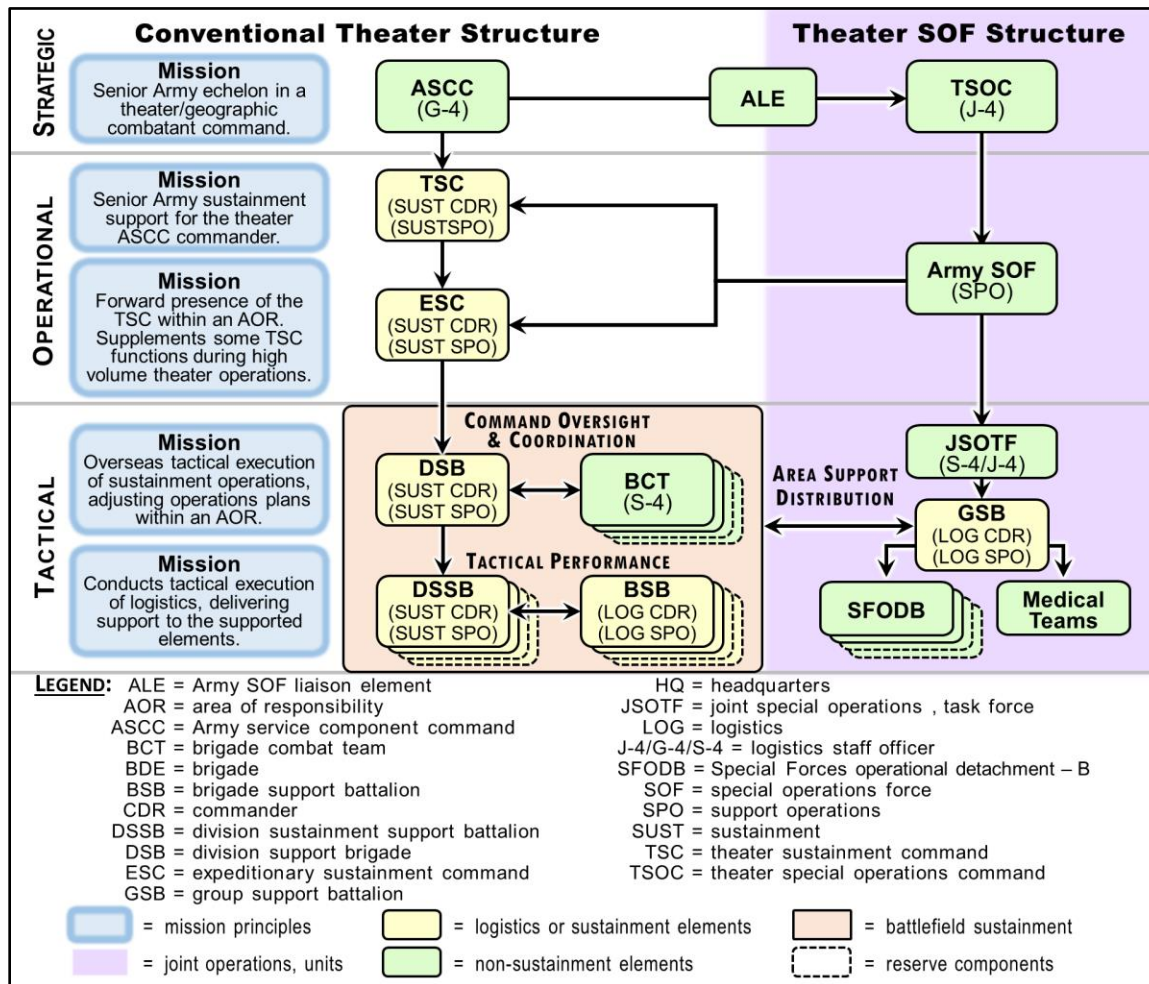 Conventional Theater Structure
Theater SOF Structure
STRATEGIC
Mission
Senior Army echelon in a
theater/geographic
combatant command.
ASCC
(G-4)
ALE
TSOC
(J-4)
OPERATIONAL
Mission
Senior Army sustainment
support for the theater
ASCC commander.
TSC
(SUST CDR)
(SUSTSPO)
Mission
Forward presence of the
TSC within an AOR.
Supplements some TSC
functions during high
volume theater operations.
ESC
(SUST CDR)
(SUST SPO)
Army SOF
(SPO)
TACTICAL
Mission
Overseas tactical execution
of sustainment operations,
adjusting operations plans
within an AOR.
COMMAND OVERSIGHT
& COORDINATION
DSB
(SUST CDR)
(SUST SPO)
BCT
(S-4)
AREA SUPPORT
DISTRIBUTION
JSOTF
(S-4/J-4)
GSB
(LOG CDR)
(LOG SPO)
Mission
Conducts tactical execution
of logistics, delivering
support to the supported
elements.
TACTICAL PERFORMANCE
DSSB
(SUST CDR)
(SUST SPO)
BSB
(LOG CDR)
(LOG SPO)
SFODB
Medical
Teams
LEGEND:
ALE = Army SOF liaison element
AOR = area of responsibility
ASCC = Army service component command
BCT = brigade combat team
BDE = brigade
BSB = brigade support battalion
CDR = commander
DSSB = division sustainment support battalion
DSB = division support brigade
ESC = expeditionary sustainment command
GSB = group support battalion
HQ = headquarters
JSOTF = joint special operations , task force
LOG = logistics
J-4/G-4/S-4 = logistics staff officer
SFODB = Special Forces operational detachment – B
SOF = special operations force
SPO = support operations
SUST = sustainment
TSC = theater sustainment command
TSOC = theater special operations command
= mission principles
= logistics or sustainment elements
= battlefield sustainment
= joint operations, units
= non-sustainment elements
= reserve components